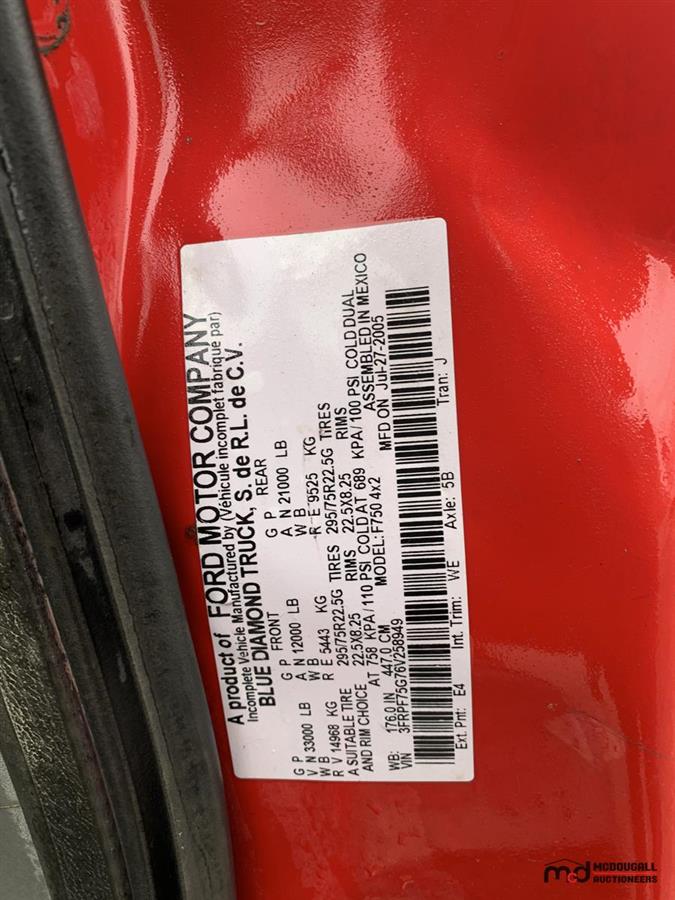 A product of FORD MOTOR COMPANY
Incomplete Vehicle Manufactured by (Véhicule incomplet fabrique par)
BLUE DIAMOND TRUCK, S. de R.L. de C.V.
FRONT REAR
G P G P
G P A N 12000 LB A N 21000 LB
V N 33000 LB W B W B
W B R E 5443 KG R E 9525 KG
R V 14968 KG 295/75R22.5G TIRES 295/75R22.5G TIRES
A SUITABLE TIRE 22.5X8.25 RIMS 22.5X8.25 RIMS
AND RIM CHOICE AT 758 KPA/110 PSI COLD AT 689 KPA/100 PSI COLD DUAL
MODEL: F750 4x2 ASSEMBLED IN MEXICO
WB: 176.0 IN 447.0 CM MFD ON JUl-27-2005
VIN 3FRPF75G76V258949
Ext. Pnt: E4 Int. Trim: WE Axle: 5B Tran: J
md MCDOUGALL
AUCTIONEERS